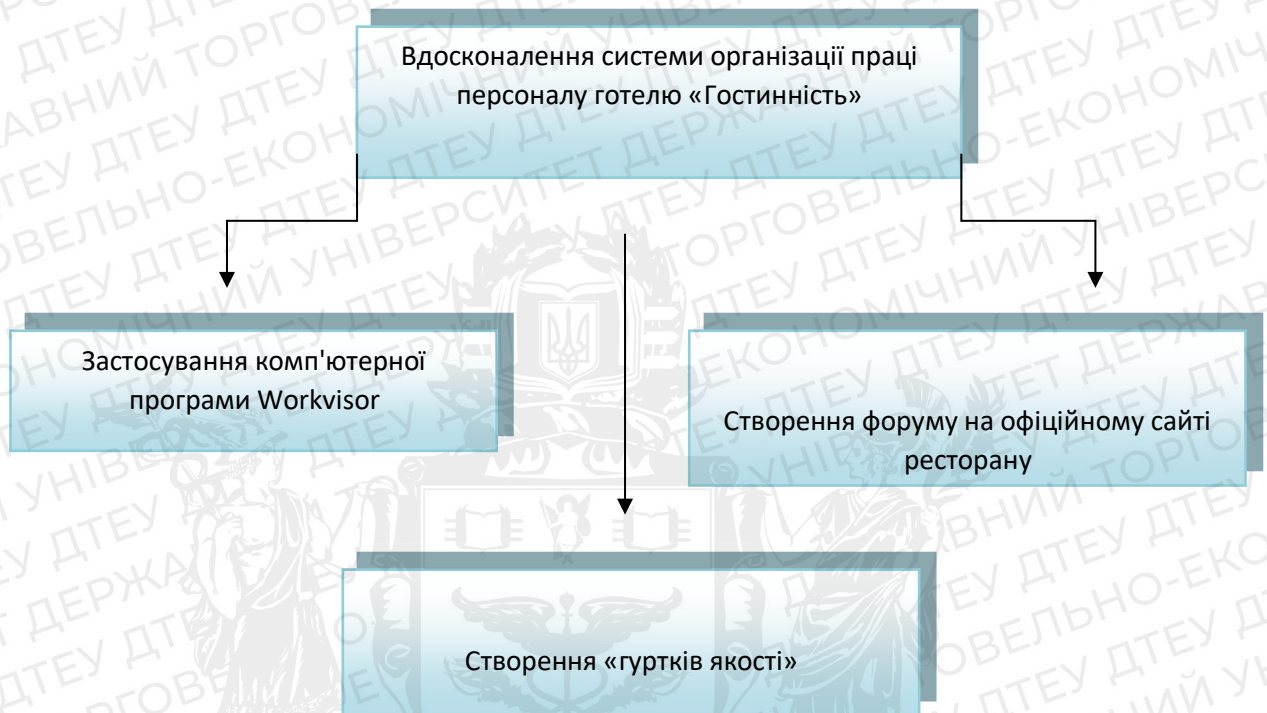 Вдосконалення системи організації праці
персоналу готелю «Гостинність»
Застосування комп'ютерної
програми Workvisor
Створення форуму на офіційному сайті
ресторану
Створення «гуртків якості»